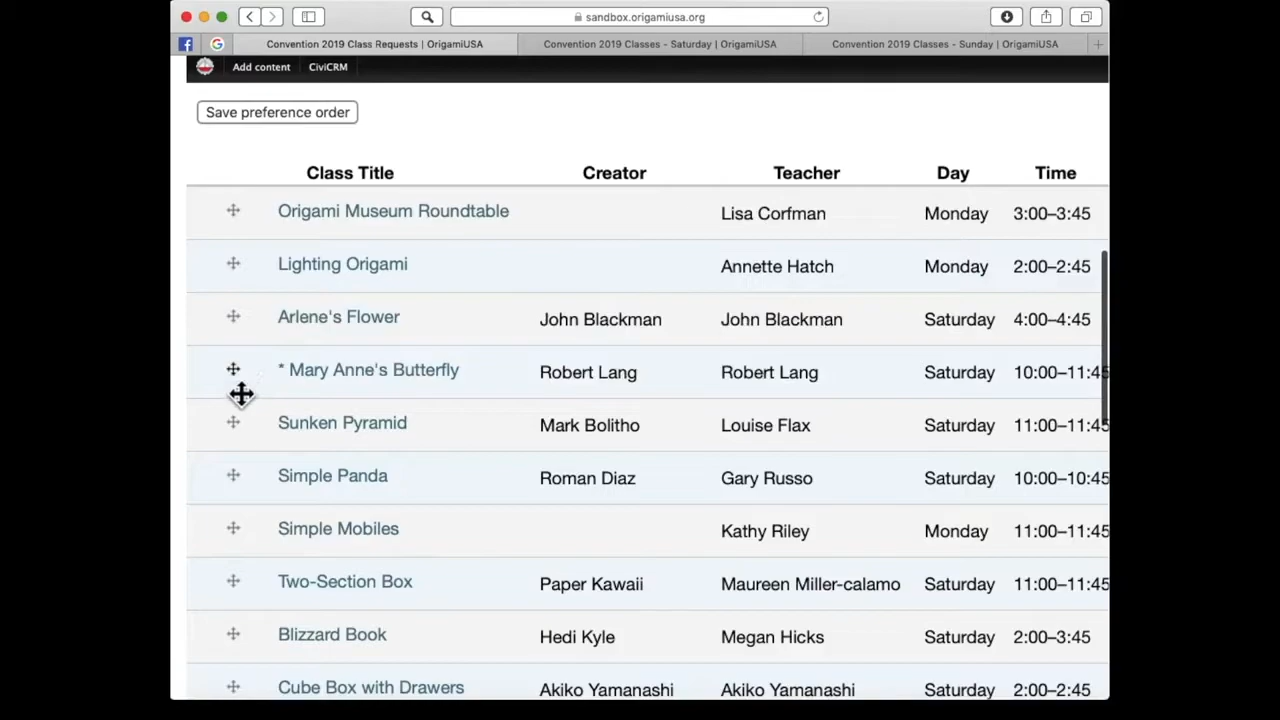 sandbox.origamiusa.org
Convention 2019 Class Requests | OrigamiUSA
Convention 2019 Classes - Saturday | OrigamiUSA
Convention 2019 Classes - Sunday | OrigamiUSA
Add content CiviCRM
Save preference order
Class Title Creator Teacher Day Time
Origami Museum Roundtable Lisa Corfman Monday 3:00–3:45
Lighting Origami Annette Hatch Monday 2:00–2:45
Arlene's Flower John Blackman John Blackman Saturday 4:00–4:45
* Mary Anne's Butterfly Robert Lang Robert Lang Saturday 10:00–11:45
Sunken Pyramid Mark Bolitho Louise Flax Saturday 11:00–11:45
Simple Panda Roman Diaz Gary Russo Saturday 10:00–10:45
Simple Mobiles Kathy Riley Monday 11:00–11:45
Two-Section Box Paper Kawaii Maureen Miller-calamo Saturday 11:00–11:45
Blizzard Book Hedi Kyle Megan Hicks Saturday 2:00–3:45
Cube Box with Drawers Akiko Yamanashi Akiko Yamanashi Saturday 2:00–2:45